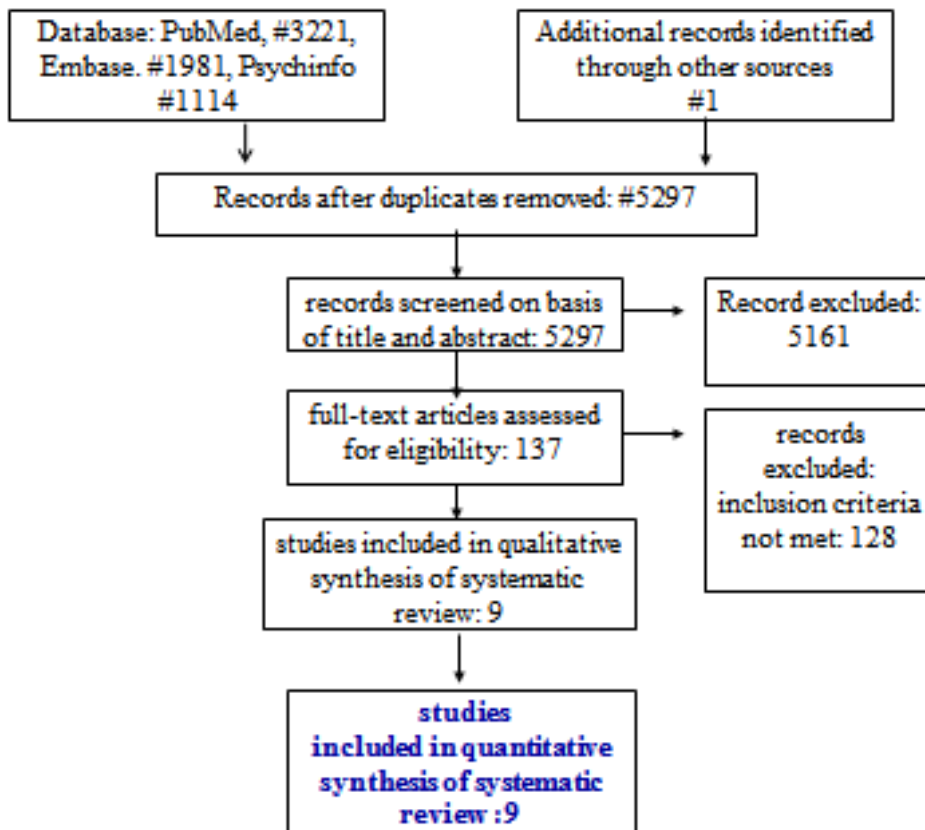 Database: PubMed, #3221,
Embase. #1981, Psychinfo
#1114
Additional records identified
through other sources
#1
Records after duplicates removed: #5297
records screened on basis
of title and abstract: 5297
Record excluded:
5161
full-text articles assessed
for eligibility: 137
records
excluded:
inclusion criteria
not met: 128
studies included in qualitative
synthesis of systematic
review: 9
studies
included in quantitative
synthesis of systematic
review :9